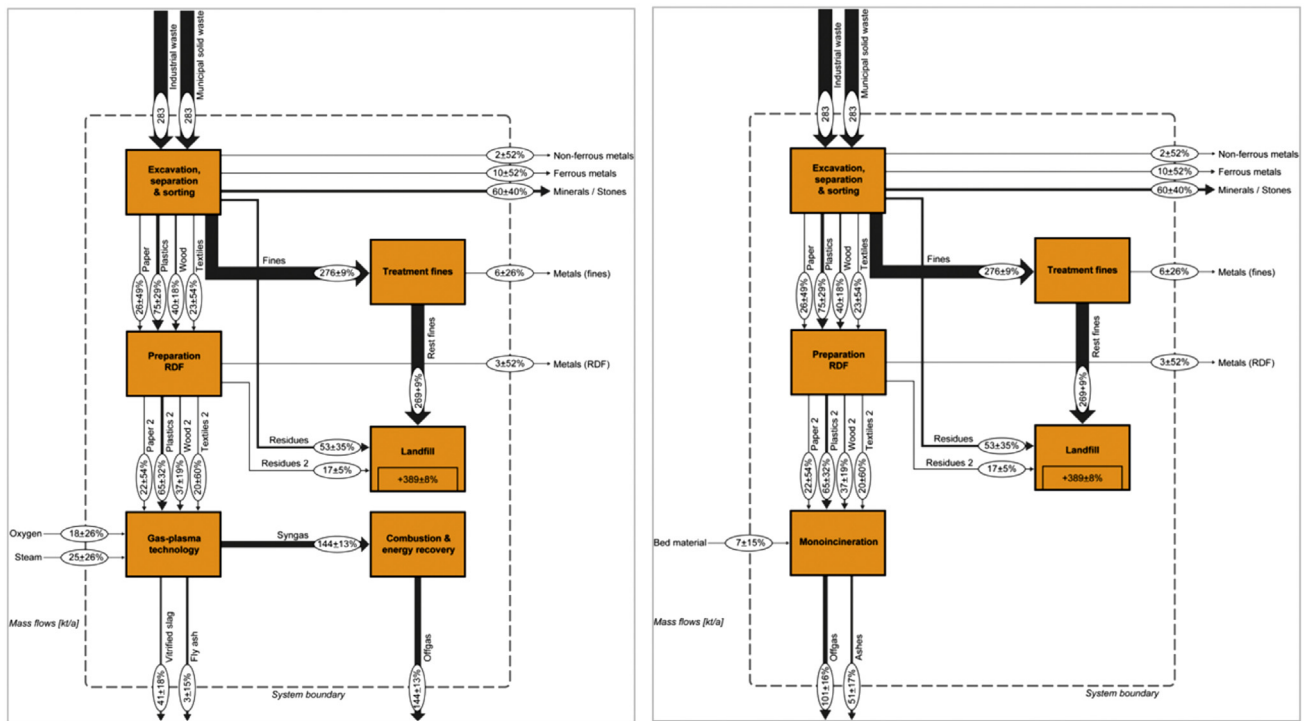 Industrial waste
Municipal solid waste
283
283
Excavation,
separation
& sorting
2±52%
Non-ferrous metals
10±52%
Ferrous metals
60±40%
Minerals / Stones
Paper
Plastics
Wood
Textiles
26±49%
75±29%
40±18%
23±54%
Fines
276±9%
Treatment fines
6±26%
Metals (fines)
Rest fines
269+9%
Preparation
RDF
3±52%
Metals (RDF)
Paper 2
Plastics 2
Wood 2
Textiles 2
22±54%
65±32%
37±19%
20±60%
Residues
53±35%
Residues 2
17±5%
Landfill
+389±8%
Oxygen
18±26%
Steam
25±26%
Gas-plasma
technology
Syngas
144±13%
Combustion &
energy recovery
Mass flows [kt/a]
Vitrified slag
Fly ash
Offgas
41±18%
3±15%
144±13%
System boundary
Industrial waste
Municipal solid waste
283
283
Excavation,
separation
& sorting
2±52%
Non-ferrous metals
10±52%
Ferrous metals
60±40%
Minerals / Stones
Paper
Plastics
Wood
Textiles
26±49%
75±29%
40±18%
23±54%
Fines
276±9%
Treatment fines
6±26%
Metals (fines)
Rest fines
269+9%
Preparation
RDF
3±52%
Metals (RDF)
Paper 2
Plastics 2
Wood 2
Textiles 2
22±54%
65±32%
37±19%
20±60%
Residues
53±35%
Residues 2
17±5%
Landfill
+389±8%
Bed material
7±15%
Monoincineration
Mass flows [kt/a]
Offgas
Ashes
101±16%
51±17%
System boundary